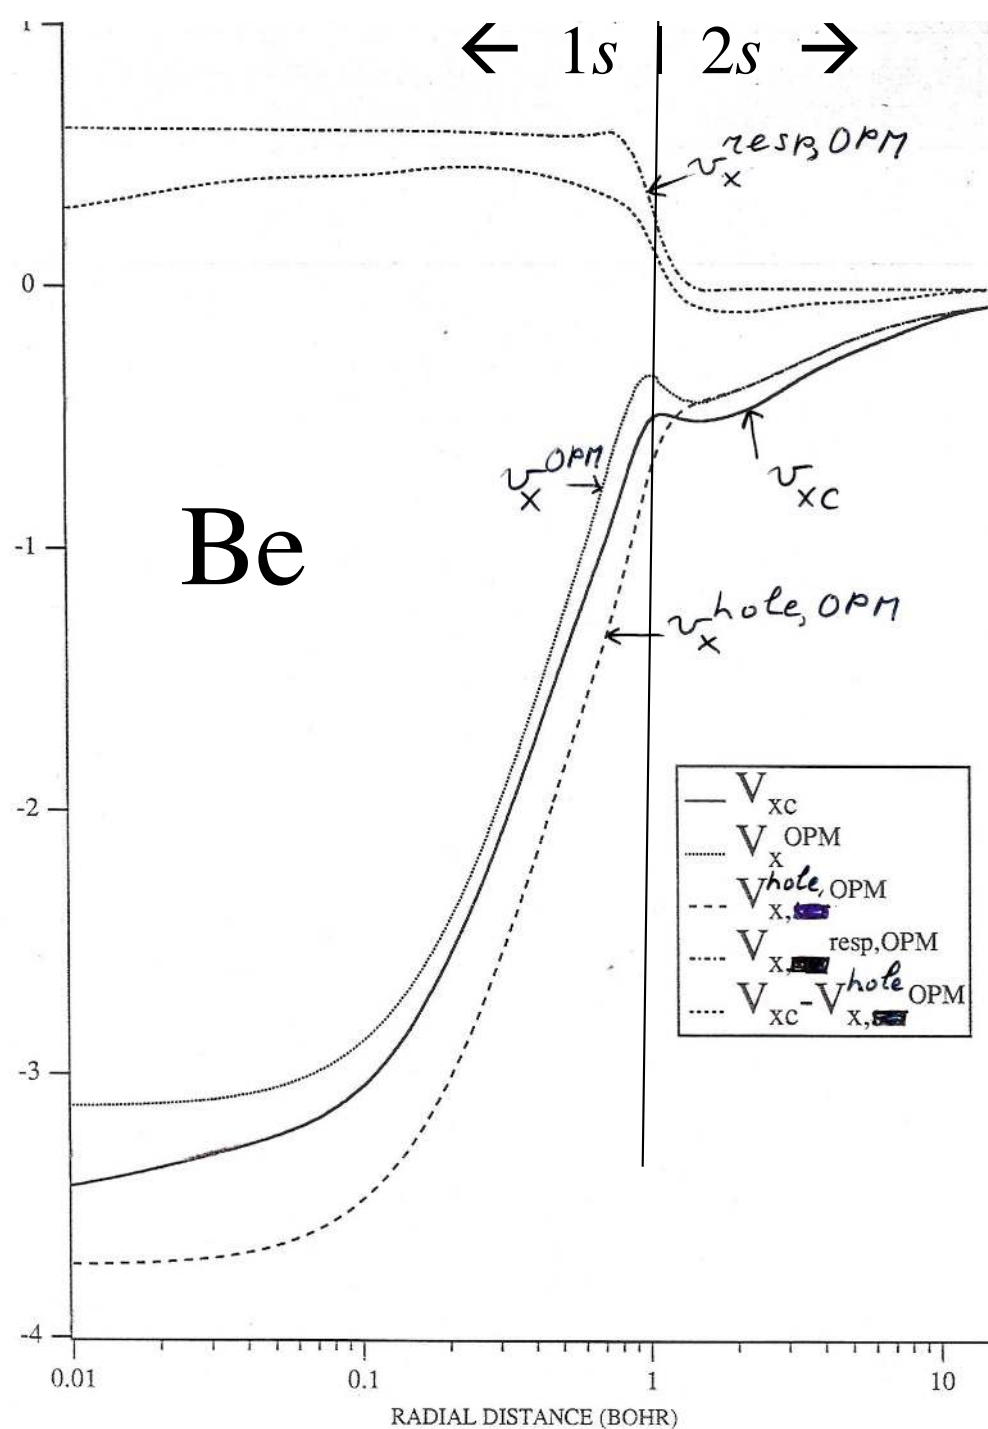 1
← 1s | 2s →
v_x^resp, OPM
0
v_x^OPM
v_xc
-1
Be
v_x^hole, OPM
V_xc
V_x^OPM
-2
V_x,^hole, OPM
V_x,^resp,OPM
V_xc-V_x,^hole OPM
-3
-4
0.01 0.1 1 10
RADIAL DISTANCE (BOHR)